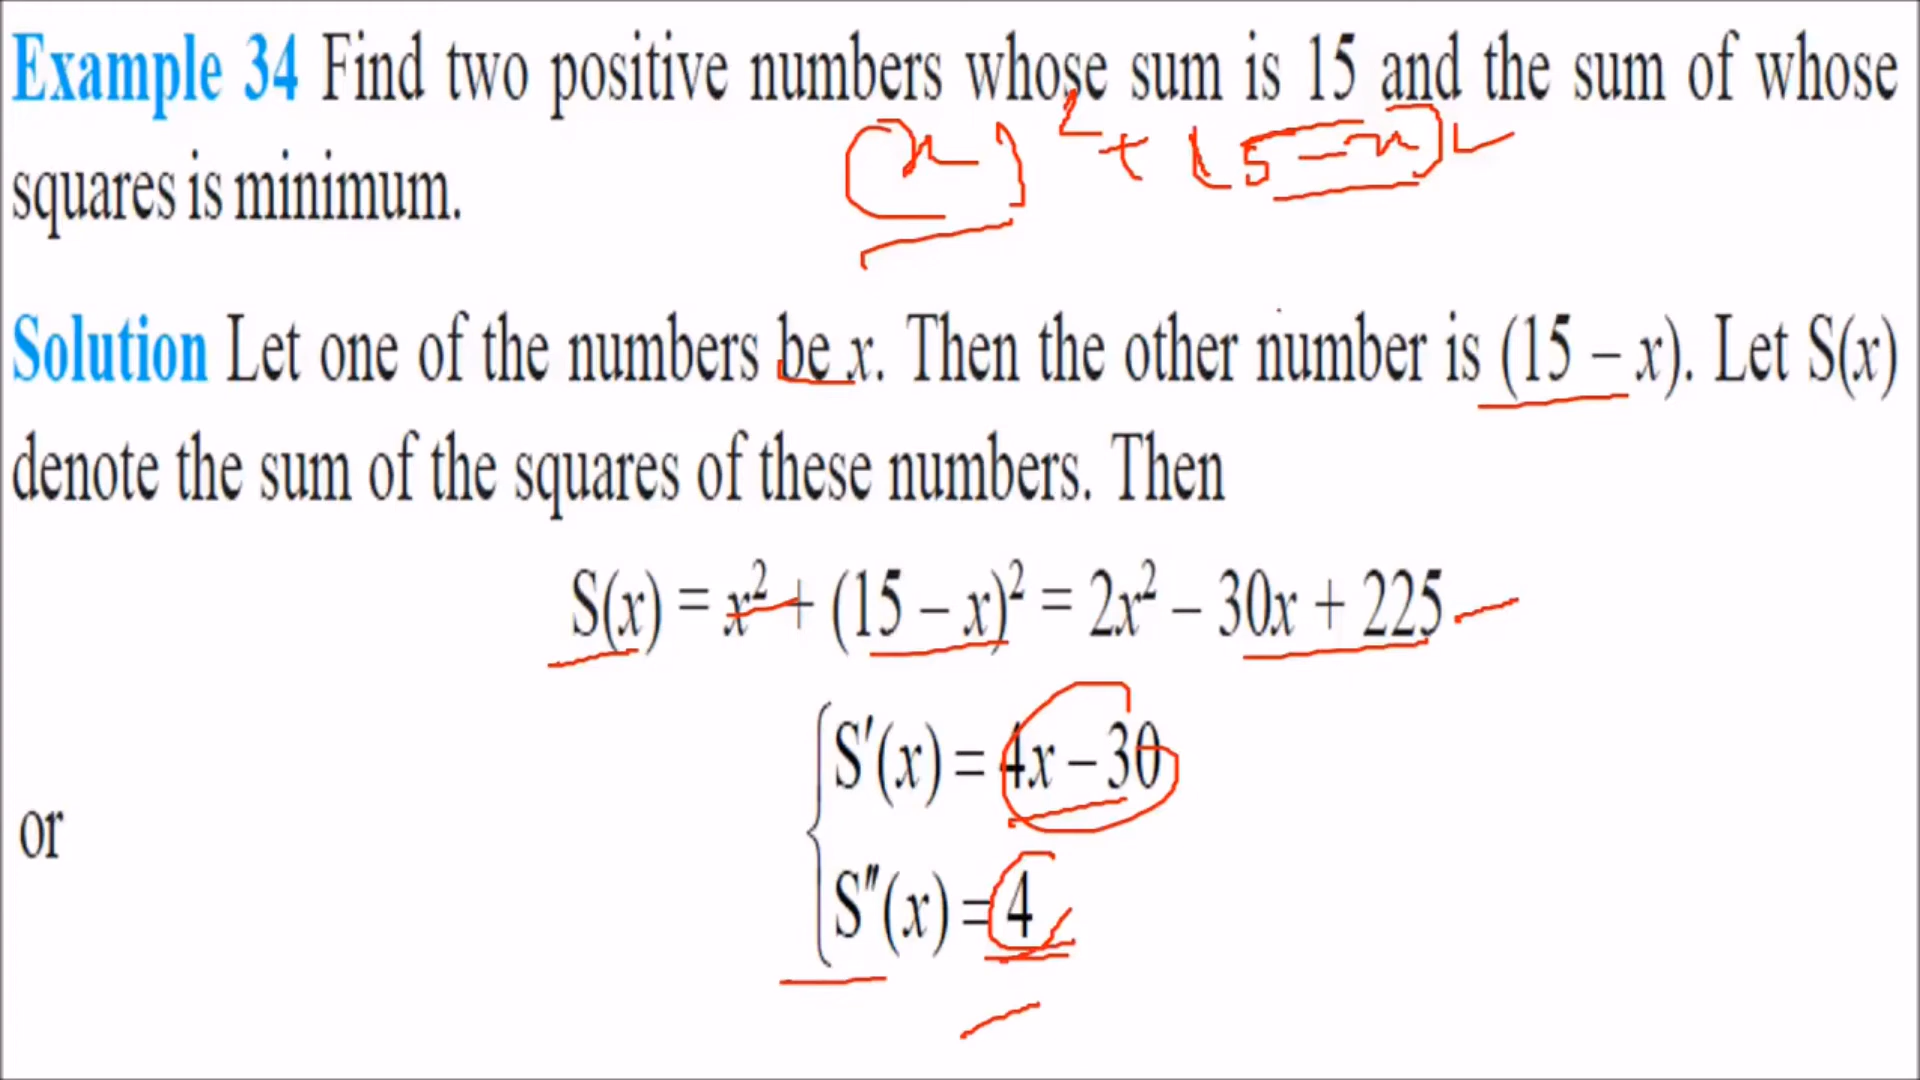 Example 34 Find two positive numbers whose sum is 15 and the sum of whose
squares is minimum.
(x)² + (15 – x)²
Solution Let one of the numbers be x. Then the other number is (15 – x). Let S(x)
denote the sum of the squares of these numbers. Then
S(x) = x² + (15 – x)² = 2x² – 30x + 225
S′(x) = 4x – 30
or
S″(x) = 4